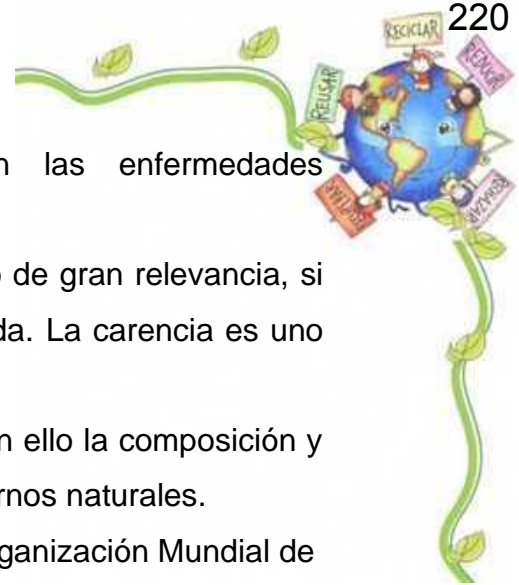 220
RECICLAR
REUSAR
n las enfermedades
o de gran relevancia, si
da. La carencia es uno
n ello la composición y
rnos naturales.
ganización Mundial de